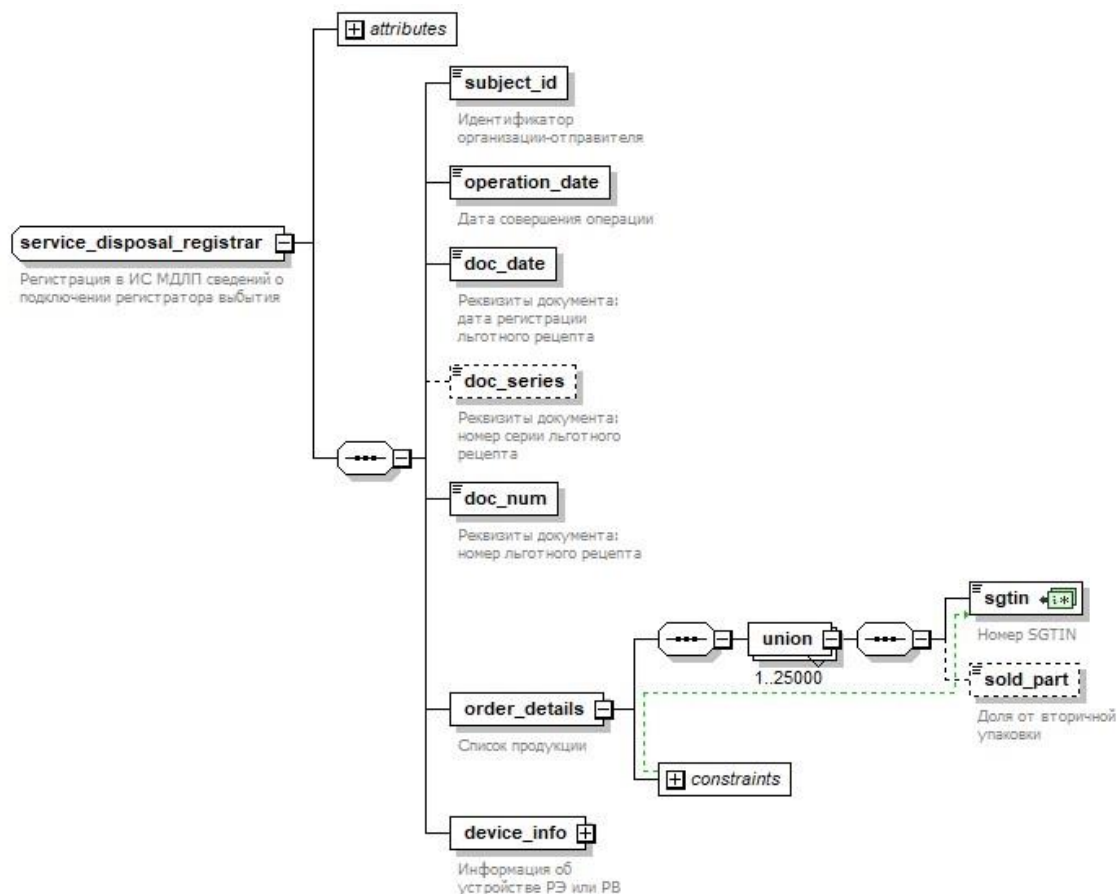 attributes
subject_id
Идентификатор
организации-отправителя
operation_date
Дата совершения операции
service_disposal_registrar
Регистрация в ИС МДЛП сведений о
подключении регистратора выбытия
doc_date
Реквизиты документа:
дата регистрации
льготного рецепта
doc_series
Реквизиты документа:
номер серии льготного
рецепта
doc_num
Реквизиты документа:
номер льготного рецепта
sgtin
Номер SGTIN
union
1..25000
sold_part
Доля от вторичной
упаковки
order_details
Список продукции
constraints
device_info
Информация об
устройстве РЭ или РВ